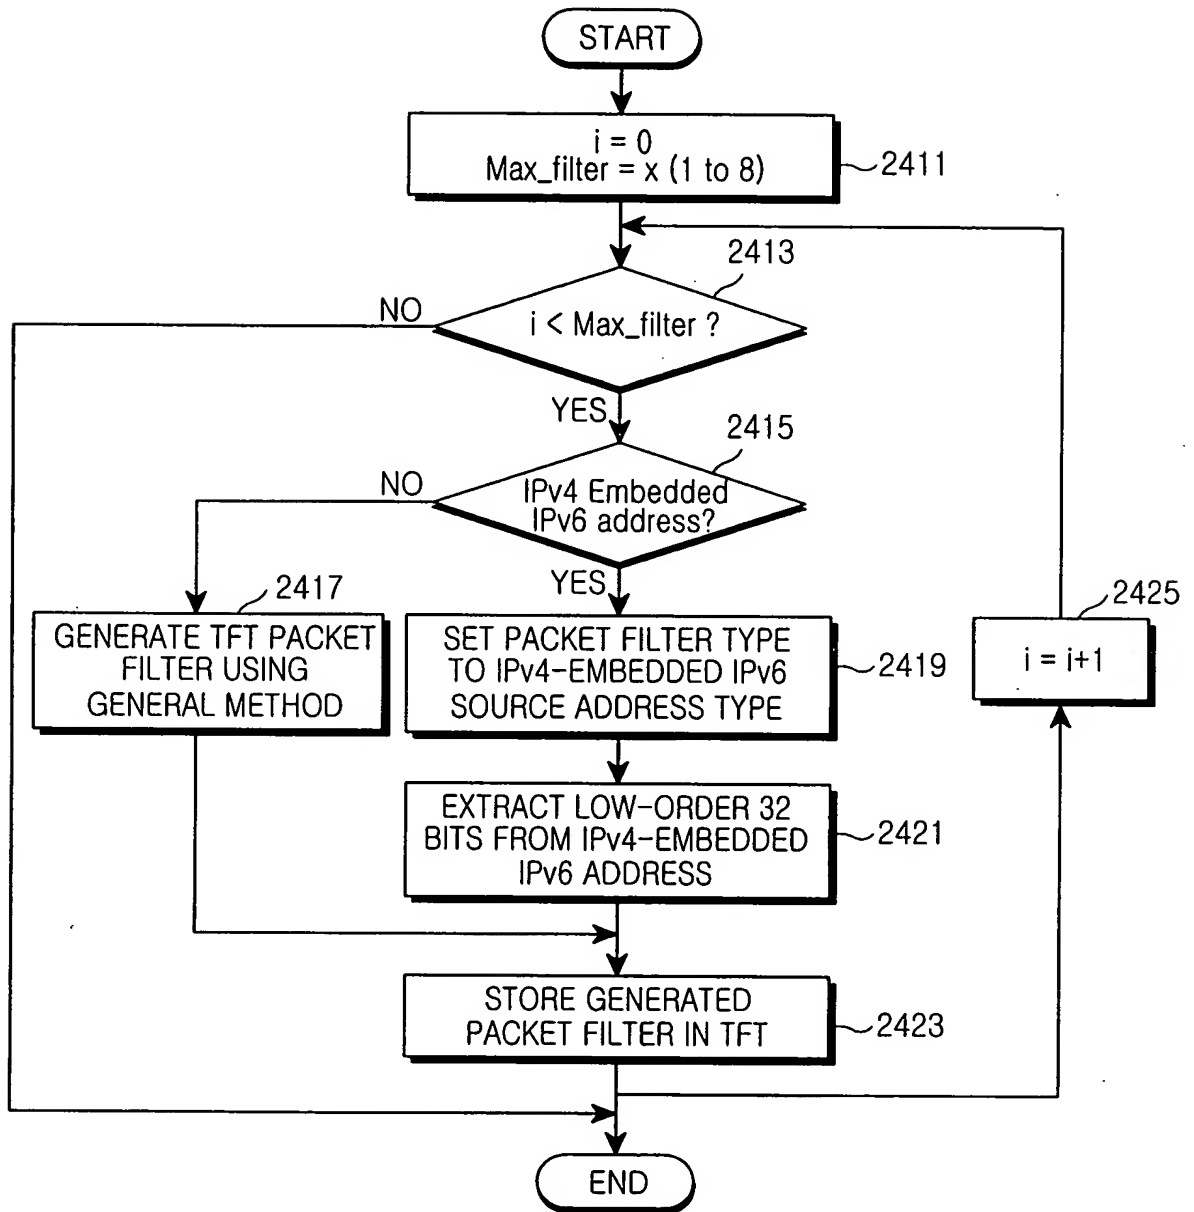 START
i = 0
Max_filter = x (1 to 8)
2411
2413
NO
i < Max_filter ?
YES
2415
NO
IPv4 Embedded
IPv6 address?
YES
2417
GENERATE TFT PACKET
FILTER USING
GENERAL METHOD
SET PACKET FILTER TYPE
TO IPv4-EMBEDDED IPv6
SOURCE ADDRESS TYPE
2419
2425
i = i+1
EXTRACT LOW-ORDER 32
BITS FROM IPv4-EMBEDDED
IPv6 ADDRESS
2421
STORE GENERATED
PACKET FILTER IN TFT
2423
END